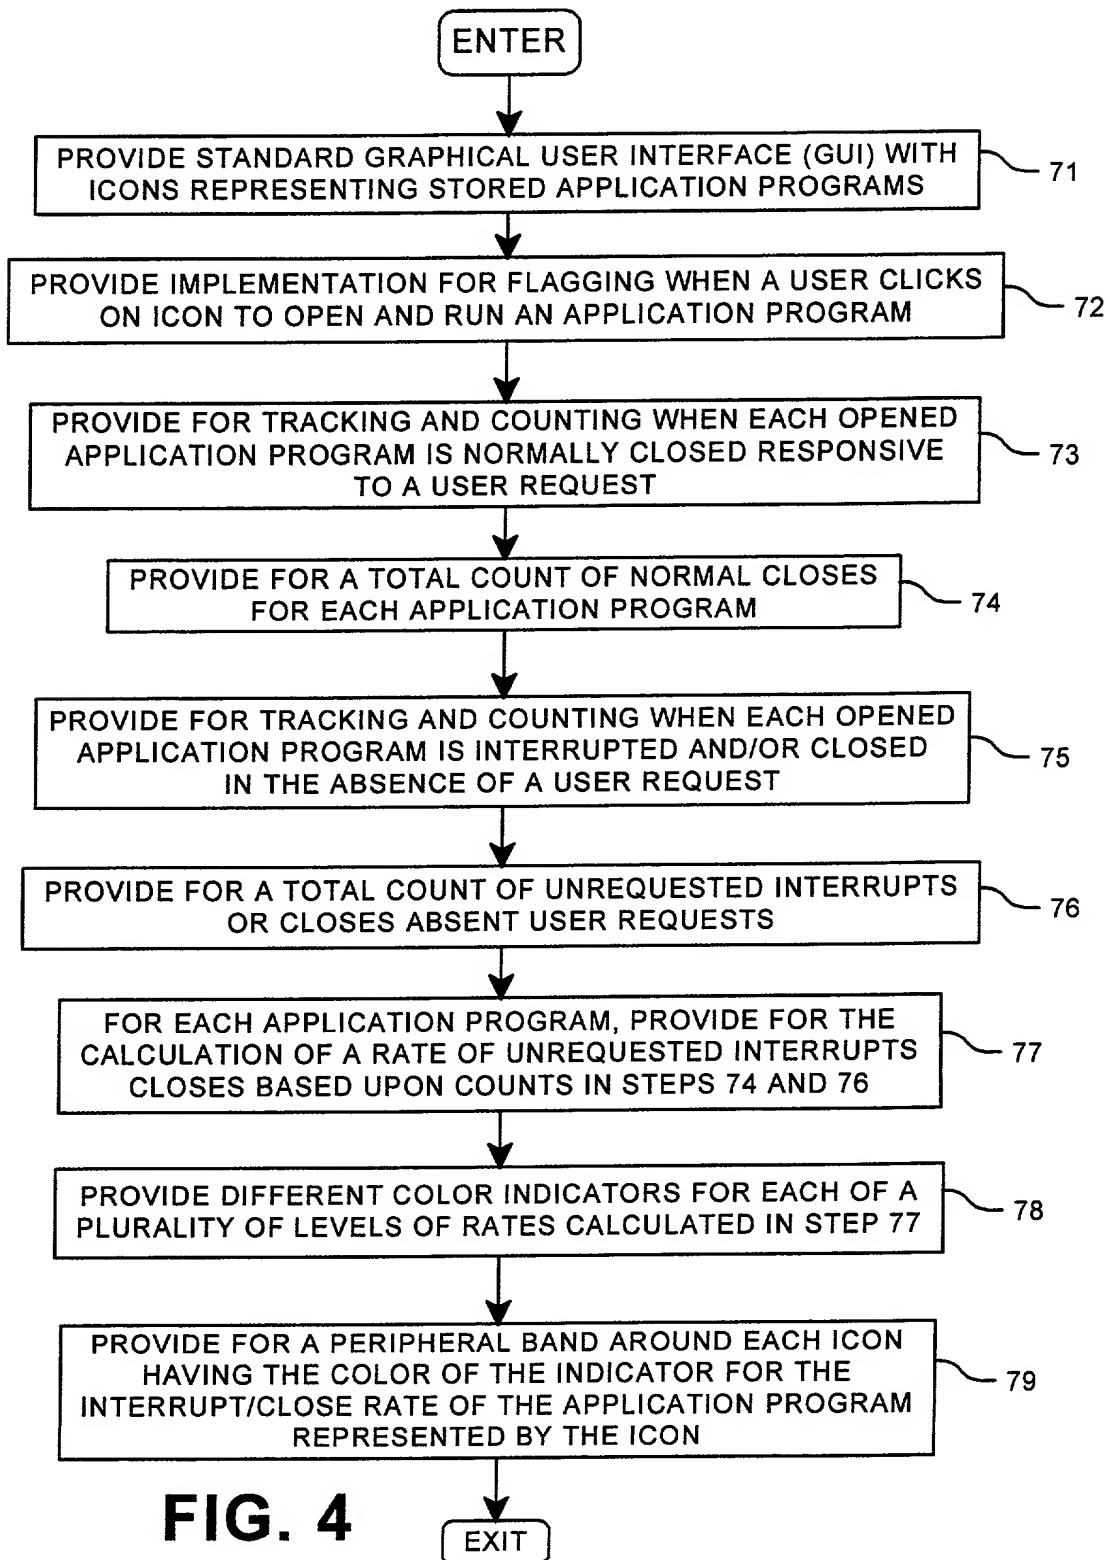 ENTER
PROVIDE STANDARD GRAPHICAL USER INTERFACE (GUI) WITH
ICONS REPRESENTING STORED APPLICATION PROGRAMS
71
PROVIDE IMPLEMENTATION FOR FLAGGING WHEN A USER CLICKS
ON ICON TO OPEN AND RUN AN APPLICATION PROGRAM
72
PROVIDE FOR TRACKING AND COUNTING WHEN EACH OPENED
APPLICATION PROGRAM IS NORMALLY CLOSED RESPONSIVE
TO A USER REQUEST
73
PROVIDE FOR A TOTAL COUNT OF NORMAL CLOSES
FOR EACH APPLICATION PROGRAM
74
PROVIDE FOR TRACKING AND COUNTING WHEN EACH OPENED
APPLICATION PROGRAM IS INTERRUPTED AND/OR CLOSED
IN THE ABSENCE OF A USER REQUEST
75
PROVIDE FOR A TOTAL COUNT OF UNREQUESTED INTERRUPTS
OR CLOSES ABSENT USER REQUESTS
76
FOR EACH APPLICATION PROGRAM, PROVIDE FOR THE
CALCULATION OF A RATE OF UNREQUESTED INTERRUPTS
CLOSES BASED UPON COUNTS IN STEPS 74 AND 76
77
PROVIDE DIFFERENT COLOR INDICATORS FOR EACH OF A
PLURALITY OF LEVELS OF RATES CALCULATED IN STEP 77
78
PROVIDE FOR A PERIPHERAL BAND AROUND EACH ICON
HAVING THE COLOR OF THE INDICATOR FOR THE
INTERRUPT/CLOSE RATE OF THE APPLICATION PROGRAM
REPRESENTED BY THE ICON
79
FIG. 4
EXIT